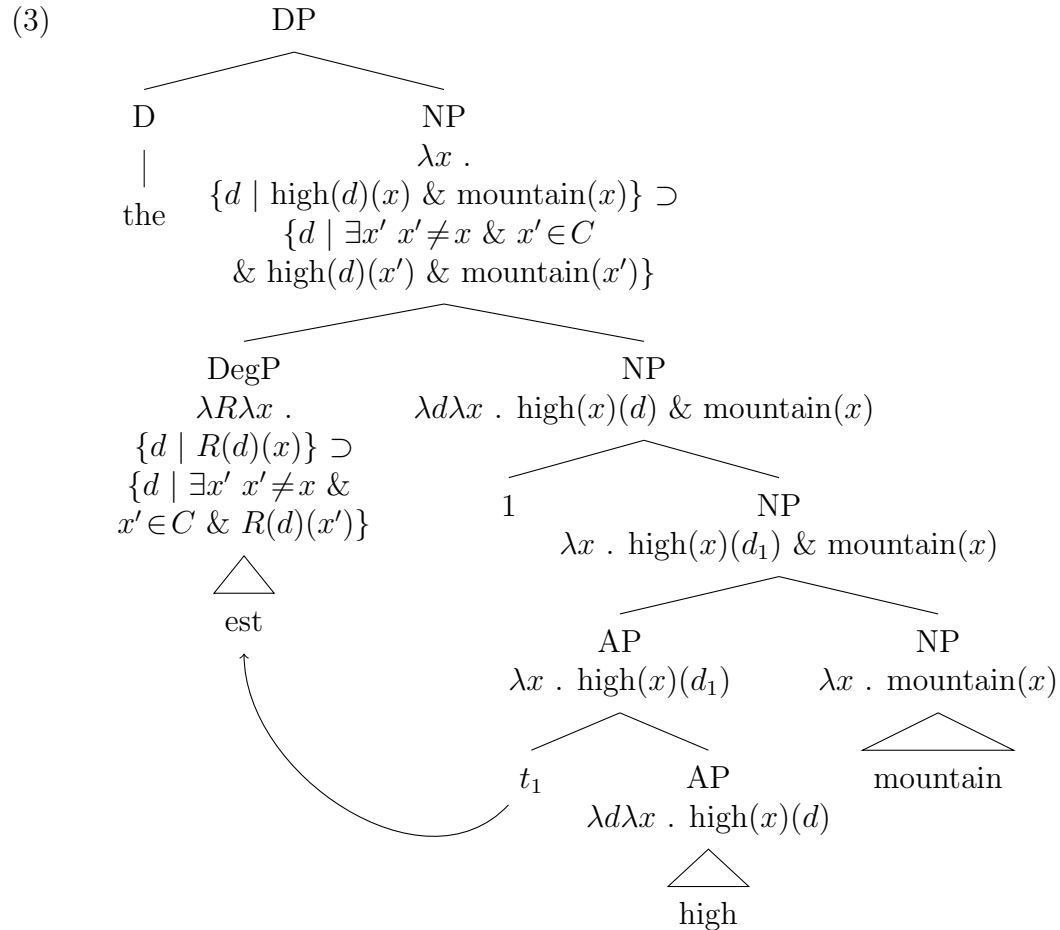 (3)
DP
D NP
the
λx .
{d | high(d)(x) & mountain(x)} ⊃
{d | ∃x′ x′≠x & x′∈C
& high(d)(x′) & mountain(x′)}
DegP NP
λRλx .
{d | R(d)(x)} ⊃
{d | ∃x′ x′≠x &
x′∈C & R(d)(x′)}
λdλx . high(x)(d) & mountain(x)
est
1 NP
λx . high(x)(d₁) & mountain(x)
AP NP
λx . high(x)(d₁) λx . mountain(x)
t₁ AP mountain
λdλx . high(x)(d)
high